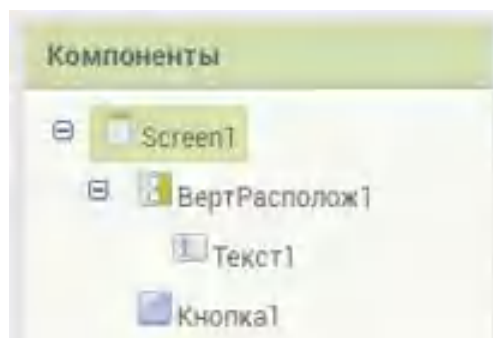 Компоненты
Screen1
ВертРасполож1
Текст1
Кнопка1